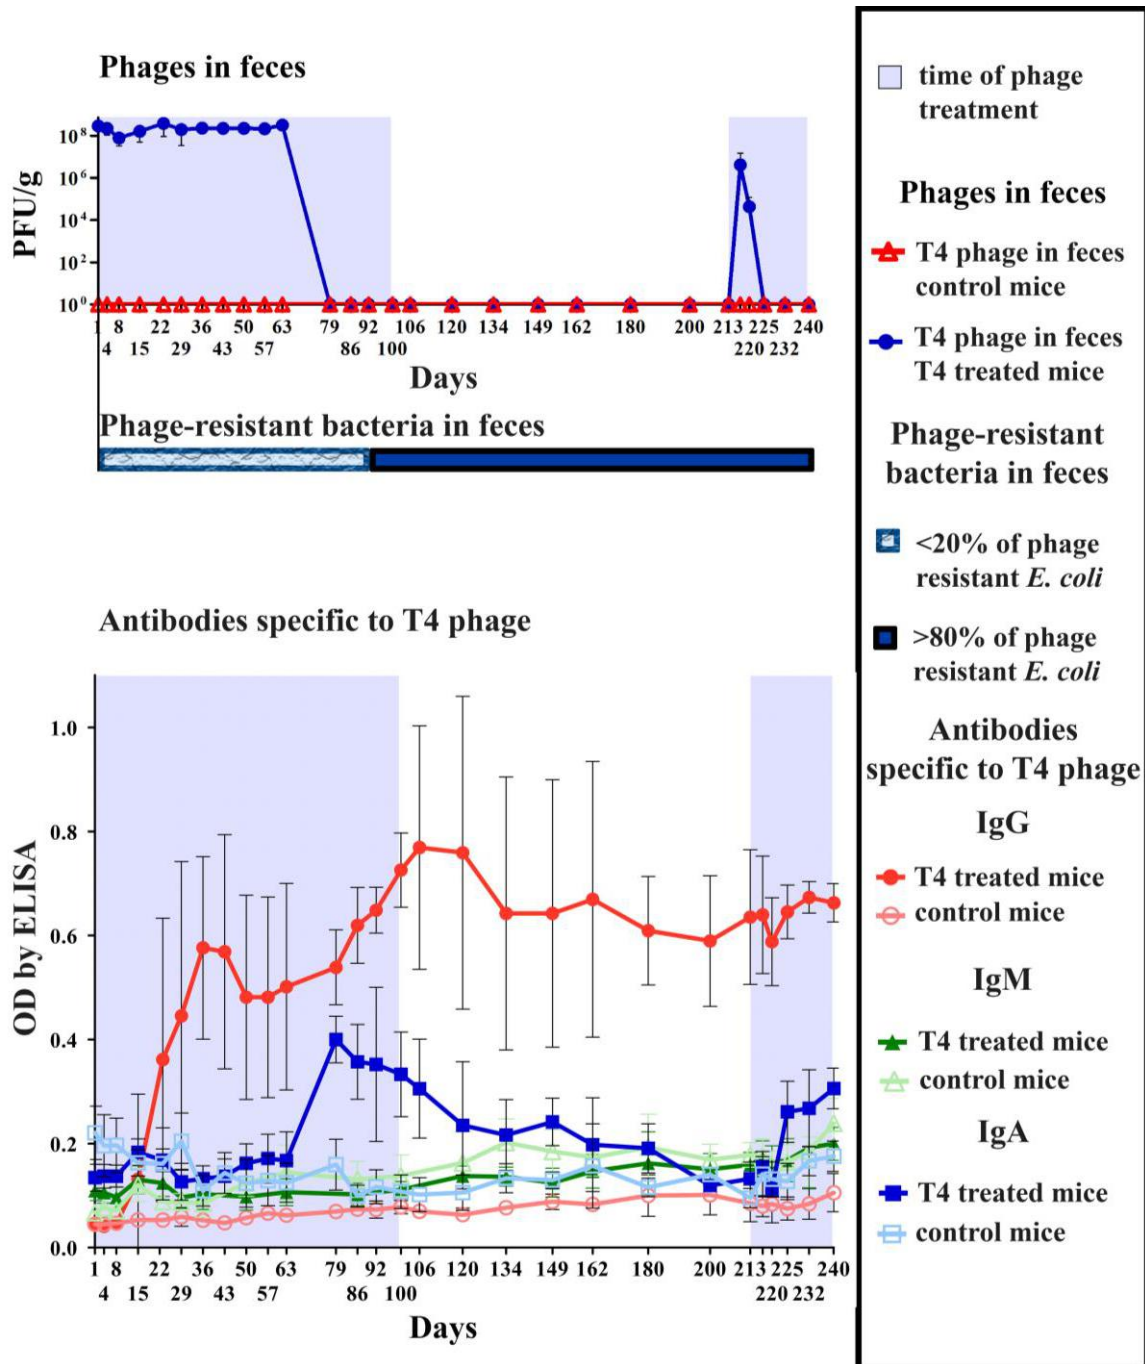 Phages in feces
PFU/g
10⁸
10⁶
10⁴
10²
10⁰
1 8 22 36 50 63 79 92 106 120 134 149 162 180 200 213 225 240
4 15 29 43 57 86 100 220 232
Days
Phage-resistant bacteria in feces
Antibodies specific to T4 phage
OD by ELISA
1.0
0.8
0.6
0.4
0.2
0.0
1 8 22 36 50 63 79 92 106 120 134 149 162 180 200 213 225 240
4 15 29 43 57 86 100 220 232
Days
time of phage
treatment
Phages in feces
T4 phage in feces
control mice
T4 phage in feces
T4 treated mice
Phage-resistant
bacteria in feces
<20% of phage
resistant E. coli
>80% of phage
resistant E. coli
Antibodies
specific to T4 phage
IgG
T4 treated mice
control mice
IgM
T4 treated mice
control mice
IgA
T4 treated mice
control mice